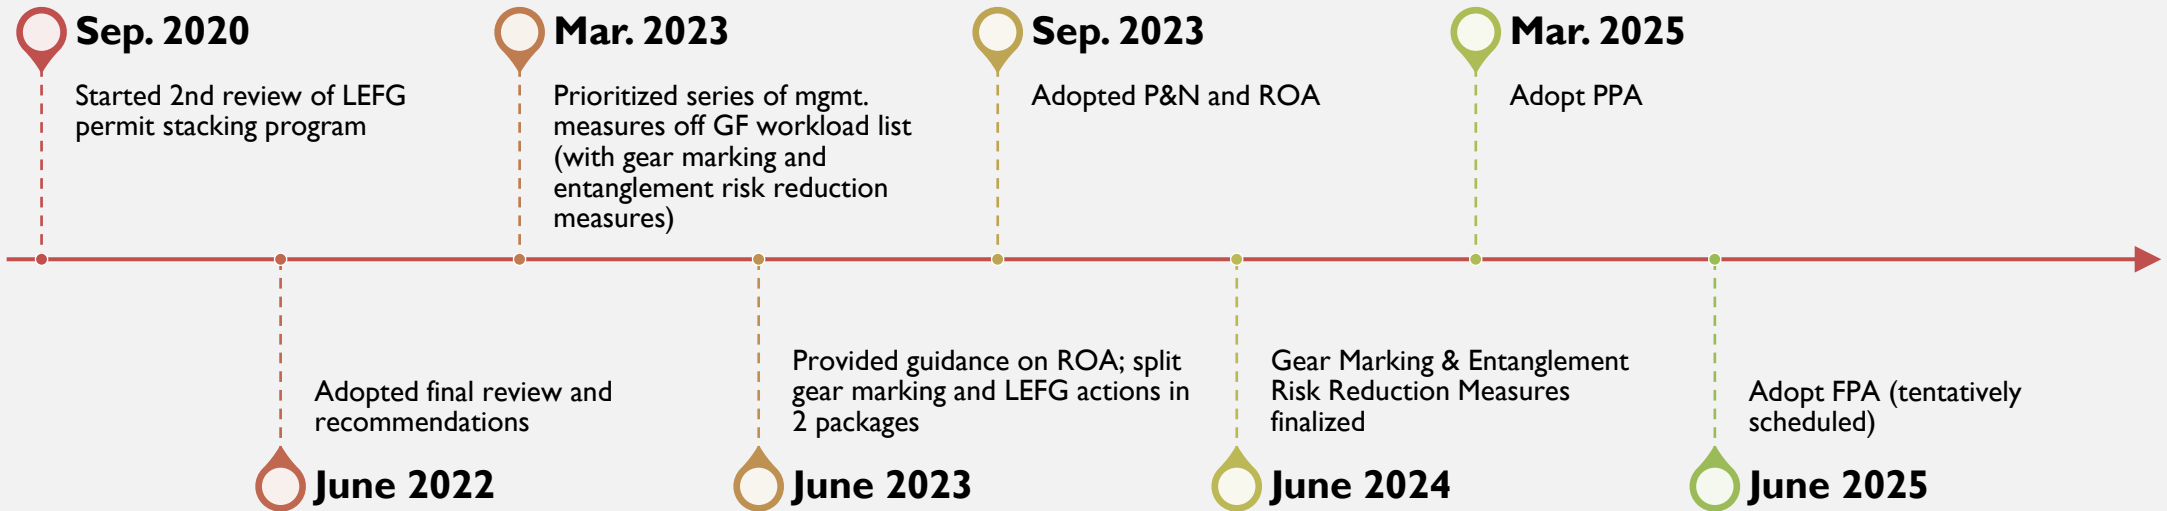 Sep. 2020
Started 2nd review of LEFG
permit stacking program
Mar. 2023
Prioritized series of mgmt.
measures off GF workload list
(with gear marking and
entanglement risk reduction
measures)
Sep. 2023
Adopted P&N and ROA
Mar. 2025
Adopt PPA
Adopted final review and
recommendations
June 2022
Provided guidance on ROA; split
gear marking and LEFG actions in
2 packages
June 2023
Gear Marking & Entanglement
Risk Reduction Measures
finalized
June 2024
Adopt FPA (tentatively
scheduled)
June 2025